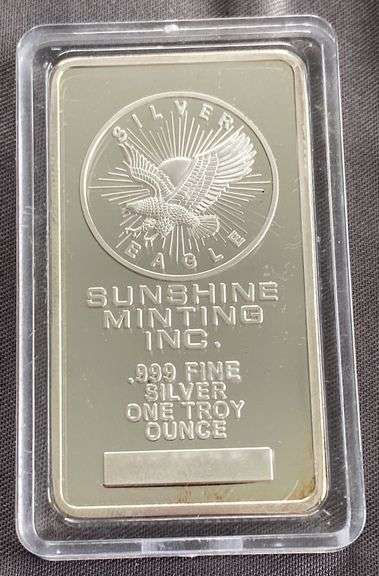 SILVER
EAGLE
SUNSHINE
MINTING
INC.
.999 FINE
SILVER
ONE TROY
OUNCE